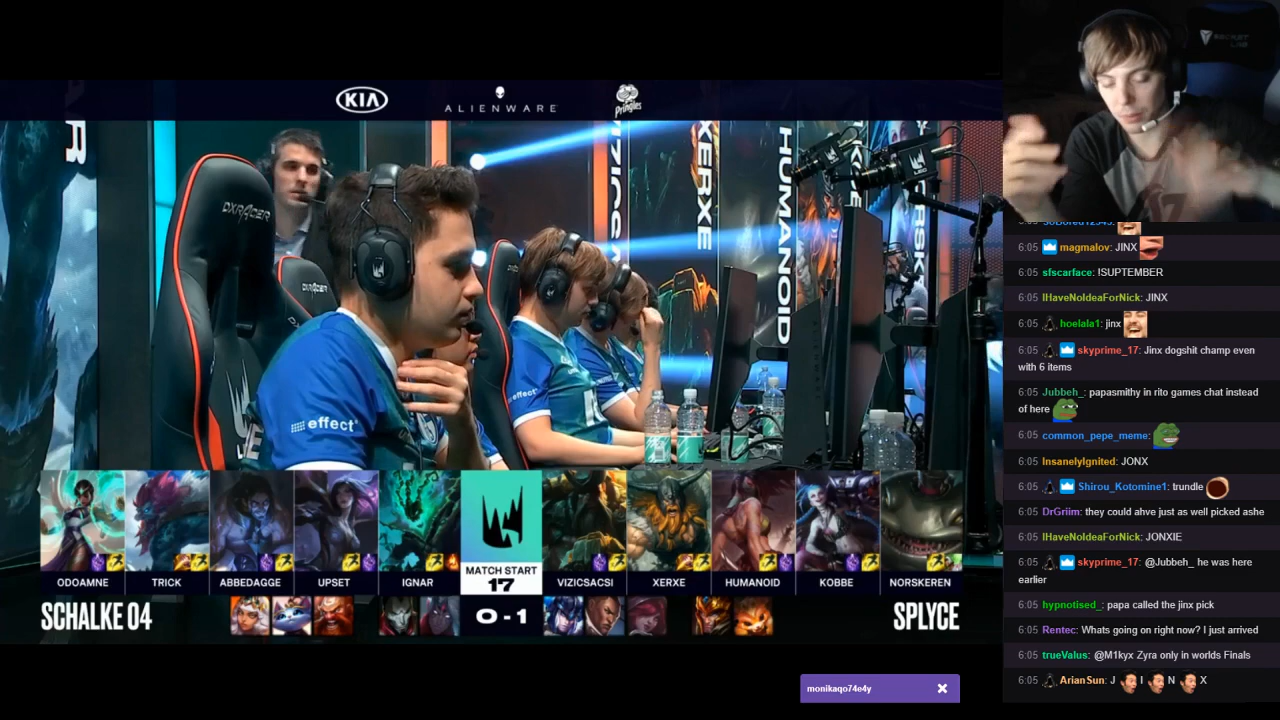 KIA
ALIENWARE
Pringles
SECRET
LAB
XERXE
HUMANOID
DXRACER
DXRACER
LEC
effect
ODOAMNE
TRICK
ABBEDAGGE
UPSET
IGNAR
MATCH START
17
VIZICSACSI
XERXE
HUMANOID
KOBBE
NORSKEREN
SCHALKE 04
0 - 1
SPLYCE
monikaqo74e4y
6:05 magmalov: JINX
6:05 sfscarface: !SUPTEMBER
6:05 IHaveNoIdeaForNick: JINX
6:05 hoelala1: jinx
6:05 skyprime_17: Jinx dogshit champ even
with 6 items
6:05 Jubbeh_: papasmithy in rito games chat instead
of here
6:05 common_pepe_meme:
6:05 InsanelyIgnited: JONX
6:05 Shirou_Kotomine1: trundle
6:05 DrGriim: they could ahve just as well picked ashe
6:05 IHaveNoIdeaForNick: JONXIE
6:05 skyprime_17: @Jubbeh_ he was here
earlier
6:05 hypnotised_: papa called the jinx pick
6:05 Rentec: Whats going on right now? I just arrived
6:05 trueValus: @M1kyx Zyra only in worlds Finals
6:05 ArianSun: J I N X